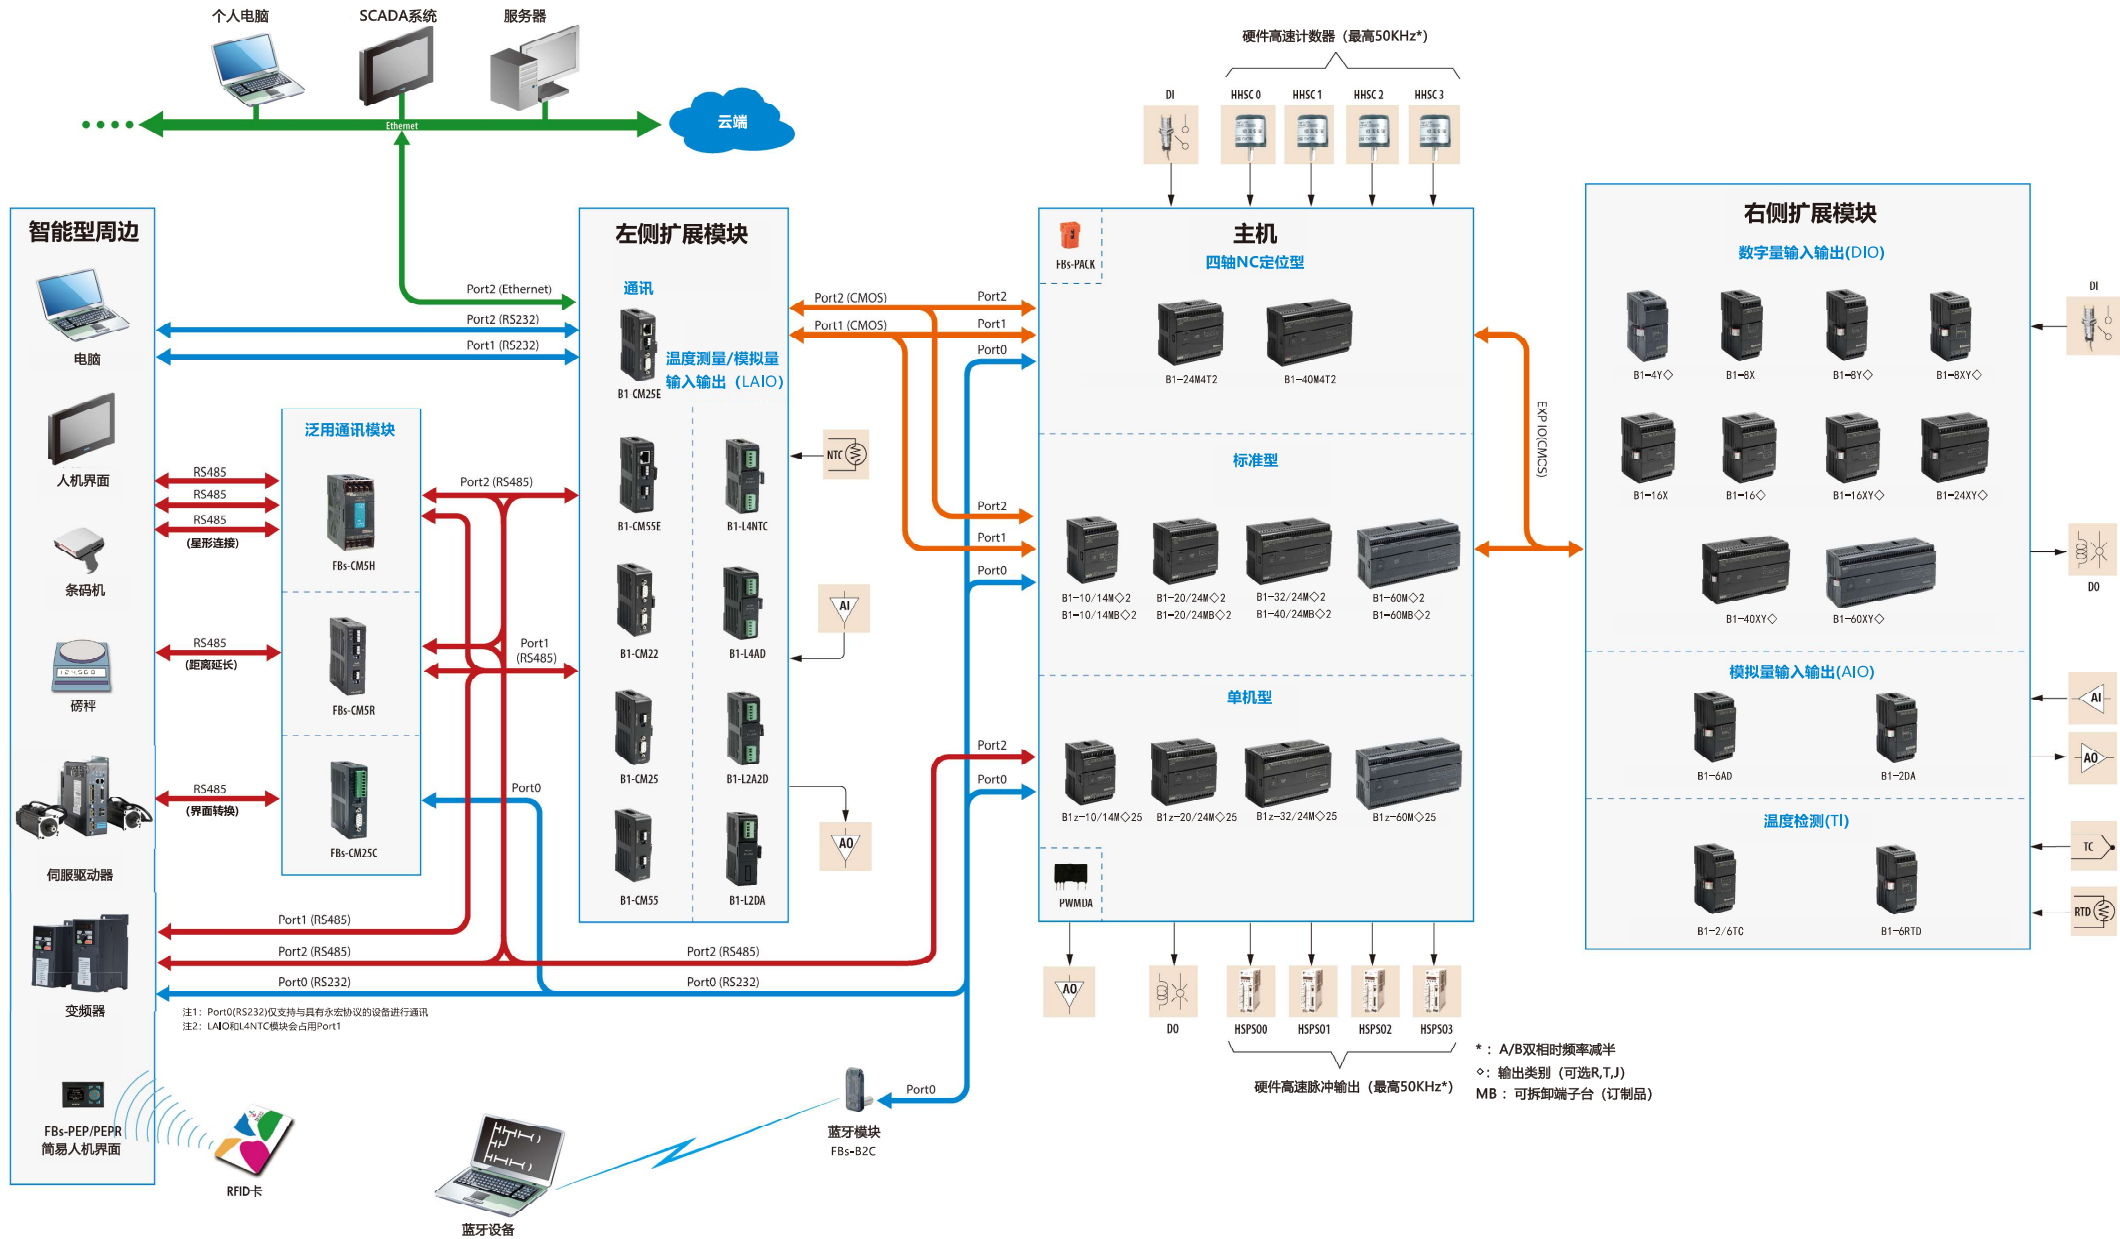 个人电脑
SCADA系统
服务器
Ethernet
云端
硬件高速计数器（最高50KHz*）
DI
HHSC 0
HHSC 1
HHSC 2
HHSC 3
智能型周边
电脑
人机界面
条码机
磅秤
伺服驱动器
变频器
FBs-PEP/PEPR
简易人机界面
RFID卡
Port2 (Ethernet)
Port2 (RS232)
Port1 (RS232)
泛用通讯模块
RS485
RS485
RS485
(星形连接)
FBs-CM5H
RS485
(距离延长)
FBs-CM5R
RS485
(界面转换)
FBs-CM25C
Port2 (RS485)
Port1
(RS485)
Port0
Port1 (RS485)
Port2 (RS485)
Port0 (RS232)
Port2 (RS485)
Port0 (RS232)
注1：Port0(RS232)仅支持与具有永宏协议的设备进行通讯
注2：LAIO和L4NTC模块会占用Port1
左侧扩展模块
通讯
B1-CM25E
B1-CM55E
B1-CM22
B1-CM25
B1-CM55
温度测量/模拟量
输入输出（LAIO）
B1-L4NTC
B1-L4AD
B1-L2A2D
B1-L2DA
NTC
AI
AO
Port2 (CMOS)
Port1 (CMOS)
Port2
Port1
Port0
Port2
Port1
Port0
Port2
Port0
Port0
蓝牙模块
FBs-B2C
蓝牙设备
主机
FBs-PACK
四轴NC定位型
B1-24M4T2
B1-40M4T2
标准型
B1-10/14M◇2
B1-20/24M◇2
B1-32/24M◇2
B1-60M◇2
B1-10/14MB◇2
B1-20/24MB◇2
B1-40/24MB◇2
B1-60MB◇2
单机型
B1z-10/14M◇25
B1z-20/24M◇25
B1z-32/24M◇25
B1z-60M◇25
PWMDA
AO
DO
HSPSO0
HSPSO1
HSPSO2
HSPSO3
硬件高速脉冲输出（最高50KHz*）
*：A/B双相时频率减半
◇：输出类别（可选R,T,J）
MB：可拆卸端子台（订制品）
EXP IO(CMCS)
右侧扩展模块
数字量输入输出(DIO)
B1-4Y◇
B1-8X
B1-8Y◇
B1-8XY◇
B1-16X
B1-16◇
B1-16XY◇
B1-24XY◇
B1-40XY◇
B1-60XY◇
模拟量输入输出(AIO)
B1-6AD
B1-2DA
温度检测(TI)
B1-2/6TC
B1-6RTD
DI
DO
AI
AO
TC
RTD